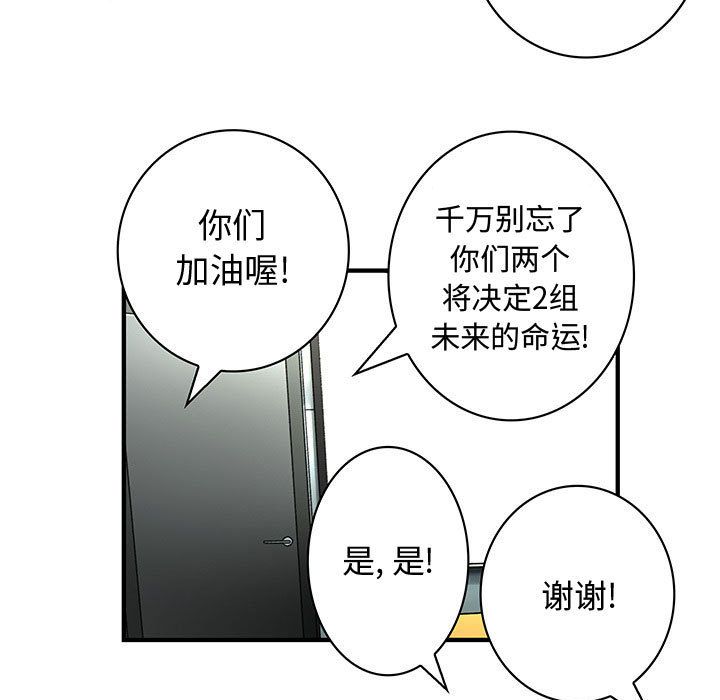 你们
加油喔!
千万别忘了
你们两个
将决定2组
未来的命运!
是, 是!
谢谢!